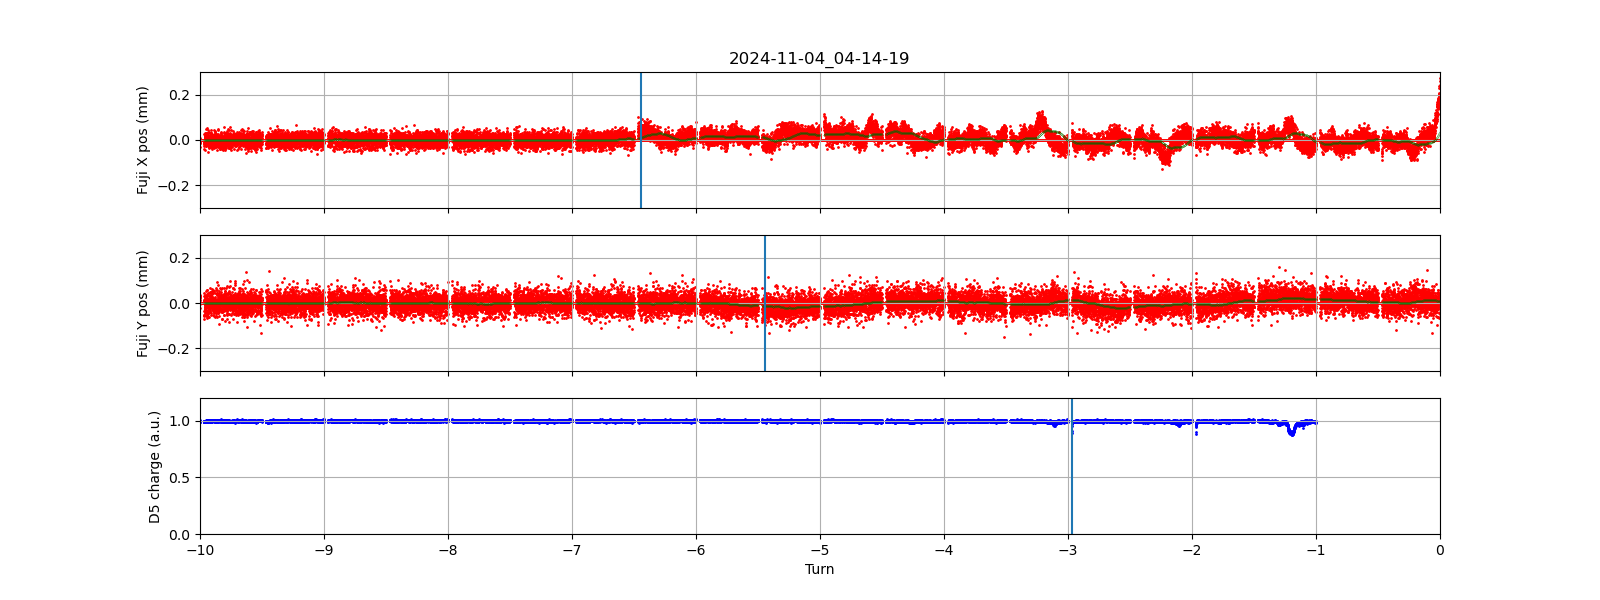 2024-11-04_04-14-19
Fuji X pos (mm)
0.2
0.0
−0.2
Fuji Y pos (mm)
0.2
0.0
−0.2
D5 charge (a.u.)
1.0
0.5
0.0
−10 −9 −8 −7 −6 −5 −4 −3 −2 −1 0
Turn